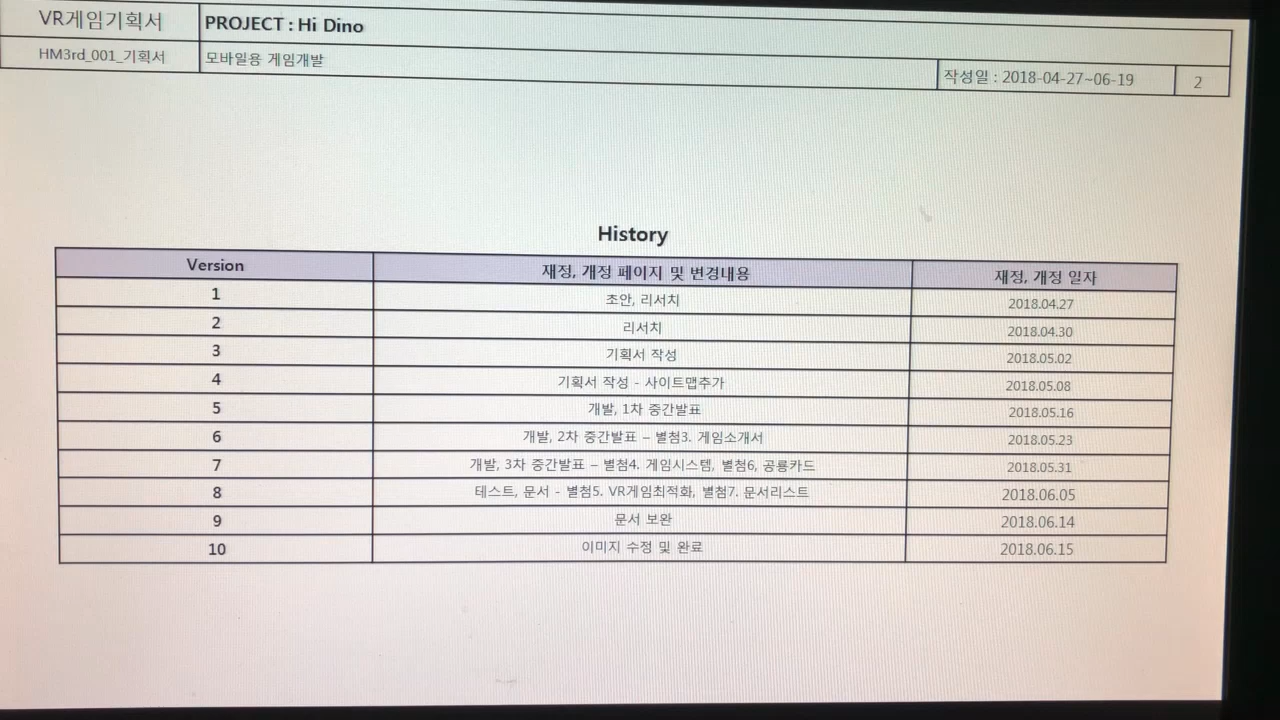 VR게임기획서 PROJECT : Hi Dino
HM3rd_001_기획서 모바일용 게임개발 작성일 : 2018-04-27~06-19 2
History
Version 재정, 개정 페이지 및 변경내용 재정, 개정 일자
1 초안, 리서치 2018.04.27
2 리서치 2018.04.30
3 기획서 작성 2018.05.02
4 기획서 작성 - 사이트맵추가 2018.05.08
5 개발, 1차 중간발표 2018.05.16
6 개발, 2차 중간발표 – 별첨3. 게임소개서 2018.05.23
7 개발, 3차 중간발표 – 별첨4. 게임시스템, 별첨6, 공룡카드 2018.05.31
8 테스트, 문서 - 별첨5. VR게임최적화, 별첨7. 문서리스트 2018.06.05
9 문서 보완 2018.06.14
10 이미지 수정 및 완료 2018.06.15